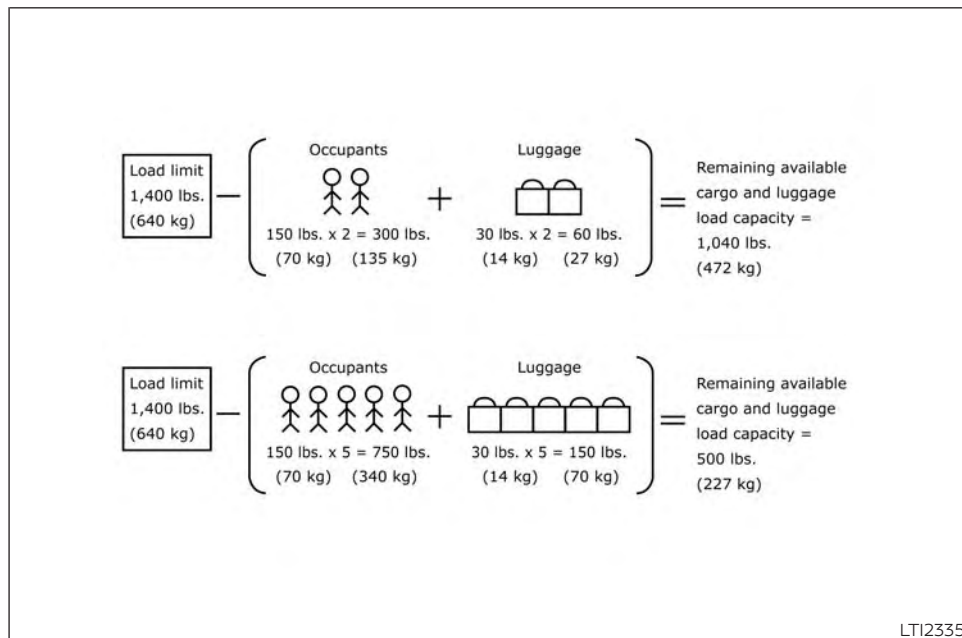 Load limit
1,400 lbs.
(640 kg)
Occupants
150 lbs. x 2 = 300 lbs.
(70 kg) (135 kg)
+
Luggage
30 lbs. x 2 = 60 lbs.
(14 kg) (27 kg)
=
Remaining available
cargo and luggage
load capacity =
1,040 lbs.
(472 kg)
Load limit
1,400 lbs.
(640 kg)
Occupants
150 lbs. x 5 = 750 lbs.
(70 kg) (340 kg)
+
Luggage
30 lbs. x 5 = 150 lbs.
(14 kg) (70 kg)
=
Remaining available
cargo and luggage
load capacity =
500 lbs.
(227 kg)
LTI2335